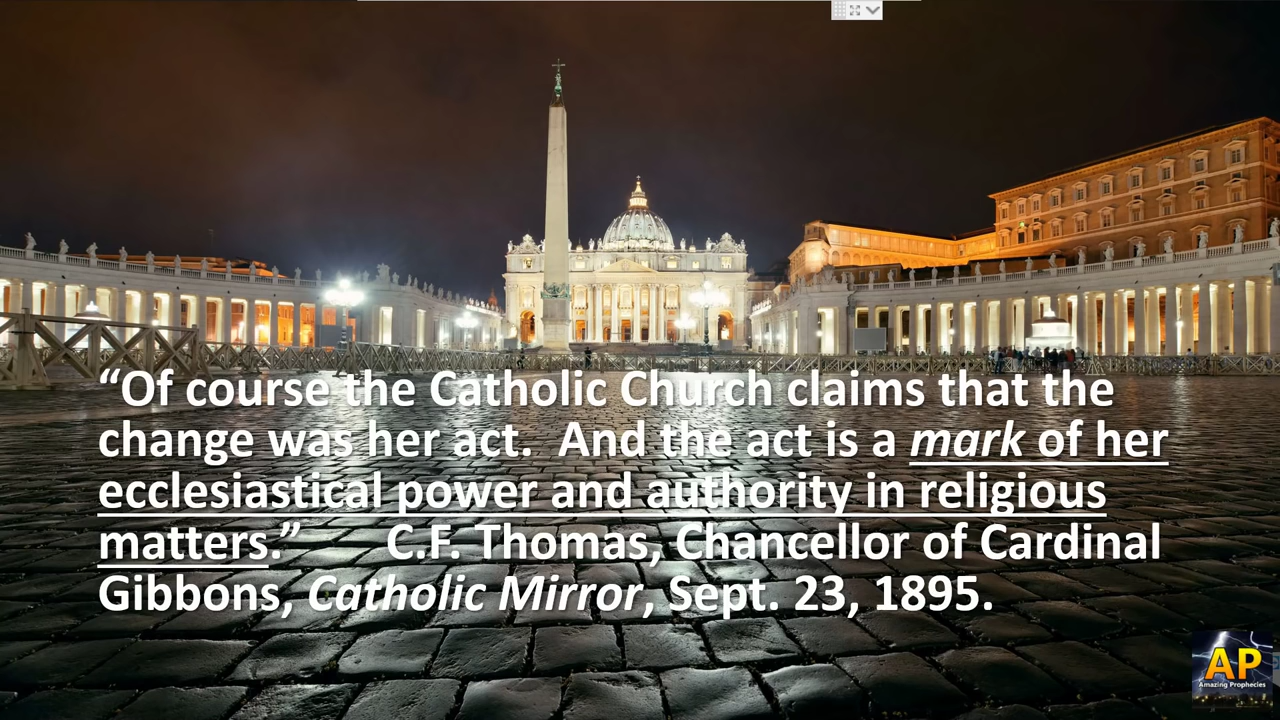 “Of course the Catholic Church claims that the
change was her act.  And the act is a mark of her
ecclesiastical power and authority in religious
matters.”      C.F. Thomas, Chancellor of Cardinal
Gibbons, Catholic Mirror, Sept. 23, 1895.
AP
Amazing Prophecies